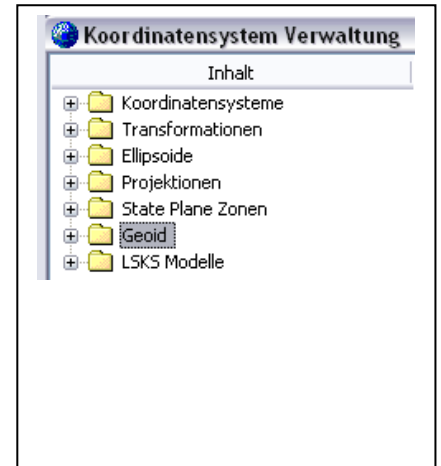 Koordinatensystem Verwaltung
Inhalt
Koordinatensysteme
Transformationen
Ellipsoide
Projektionen
State Plane Zonen
Geoid
LSKS Modelle